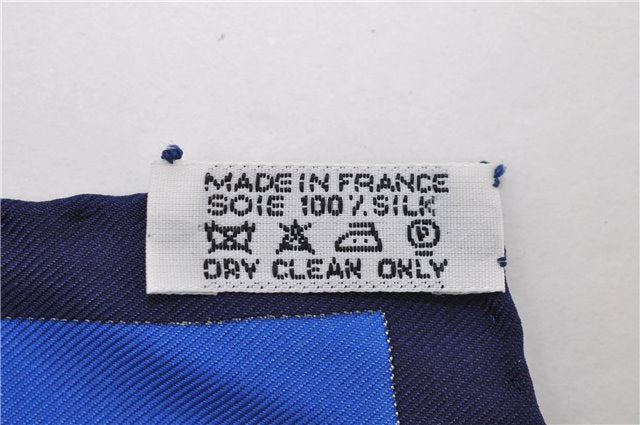 MADE IN FRANCE
SOIE 100% SILK
P
DRY CLEAN ONLY